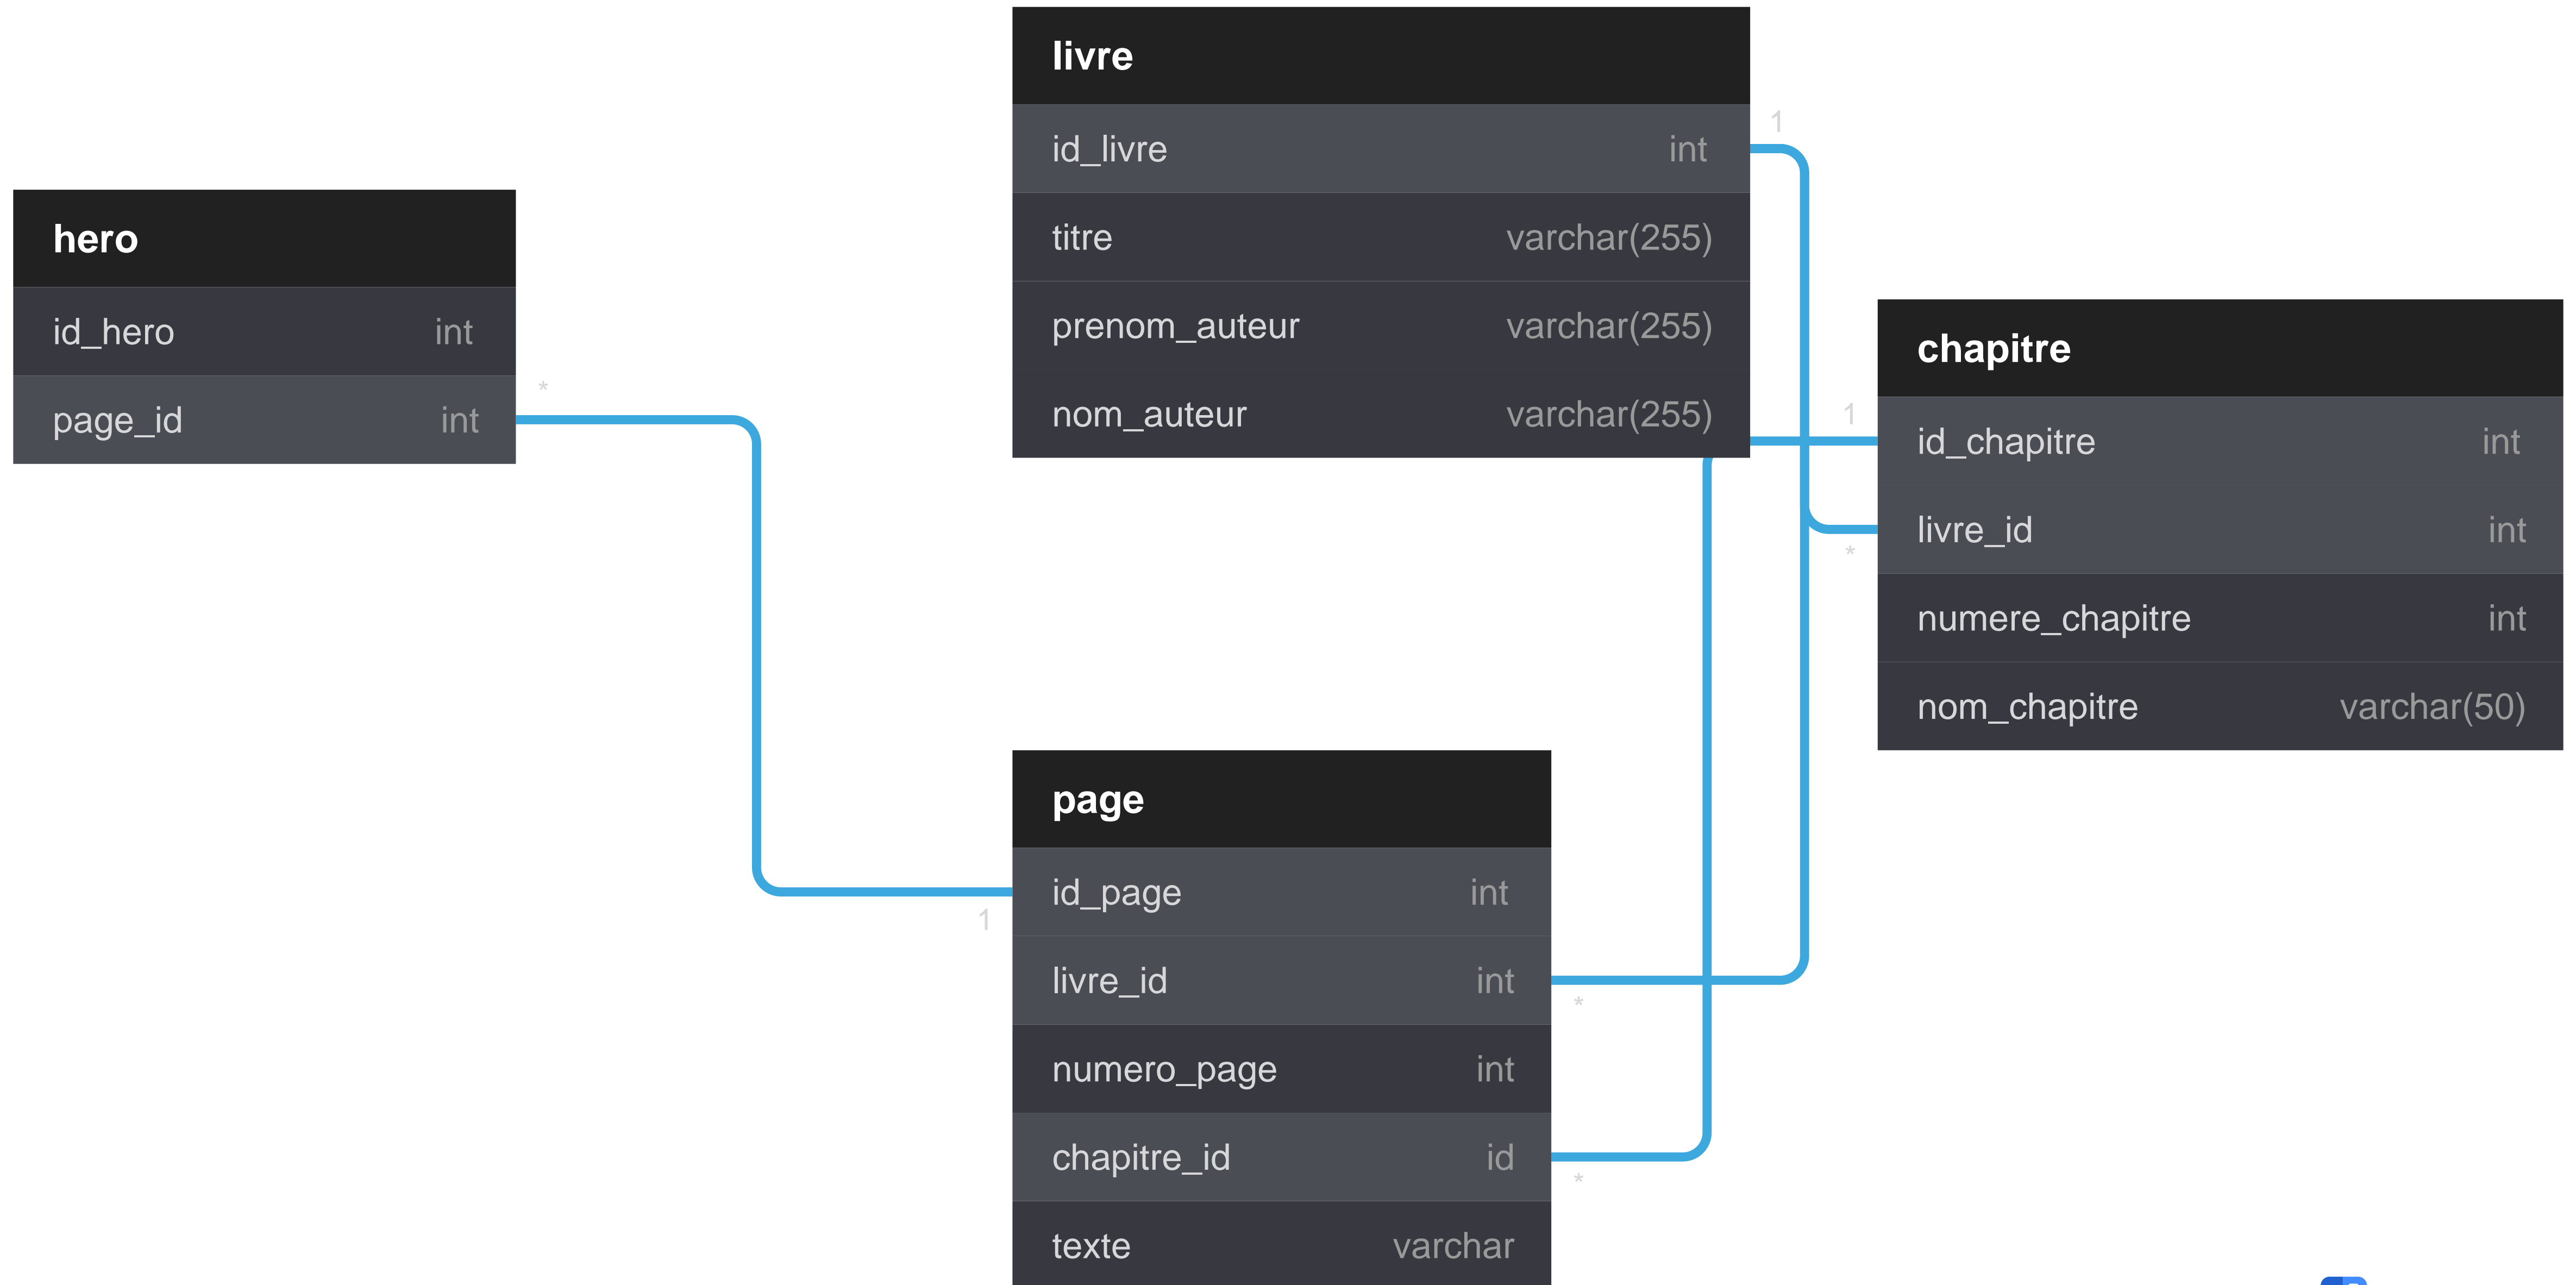 livre
id_livre int
titre varchar(255)
prenom_auteur varchar(255)
nom_auteur varchar(255)
1
hero
id_hero int
page_id int
*
1
chapitre
id_chapitre int
livre_id int
numere_chapitre int
nom_chapitre varchar(50)
1
*
page
id_page int
livre_id int
numero_page int
chapitre_id id
texte varchar
*
*